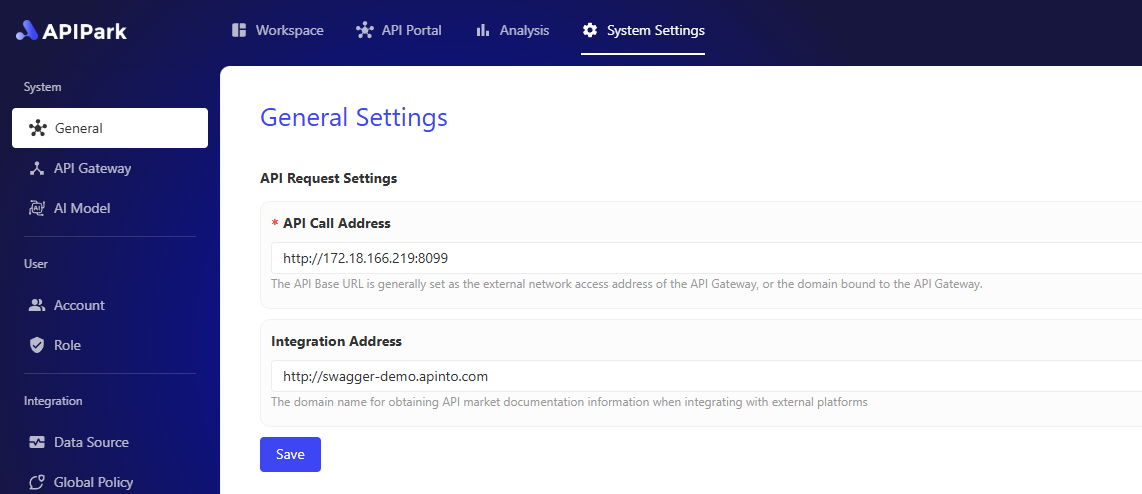 APIPark
Workspace
API Portal
Analysis
System Settings
System
General
API Gateway
AI Model
User
Account
Role
Integration
Data Source
Global Policy
General Settings
API Request Settings
* API Call Address
http://172.18.166.219:8099
The API Base URL is generally set as the external network access address of the API Gateway, or the domain bound to the API Gateway.
Integration Address
http://swagger-demo.apinto.com
The domain name for obtaining API market documentation information when integrating with external platforms
Save